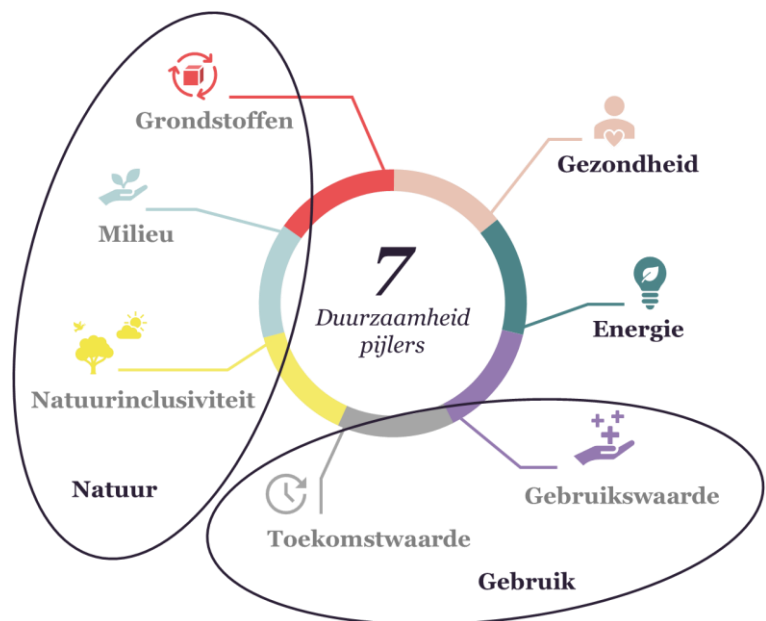 Grondstoffen
Gezondheid
Milieu
7
Duurzaamheid
pijlers
Energie
Natuurinclusiviteit
Natuur
Gebruikswaarde
Toekomstwaarde
Gebruik